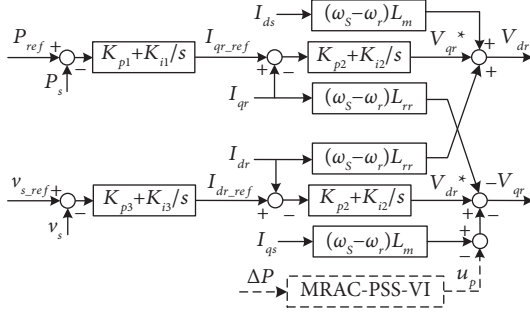 I_ds (ω_S−ω_r)L_m
P_ref + − P_s K_p1+K_i1/s I_qr_ref + − K_p2+K_i2/s V_qr* + + + V_dr
I_qr (ω_S−ω_r)L_rr
I_dr (ω_S−ω_r)L_rr
v_s_ref + − v_s K_p3+K_i3/s I_dr_ref + − K_p2+K_i2/s V_dr* + − − V_qr
I_qs (ω_S−ω_r)L_m + −
ΔP MRAC-PSS-VI u_p